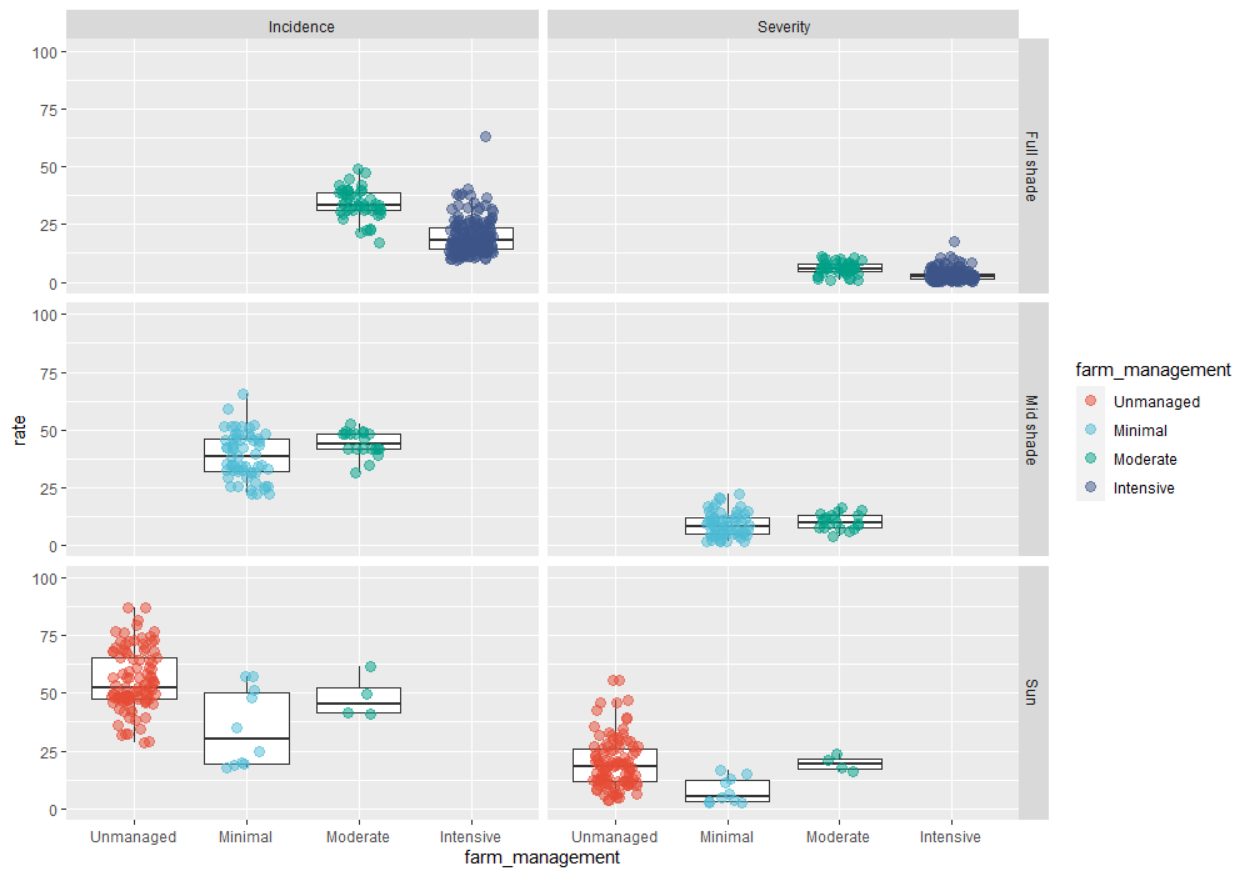 Incidence
Severity
100
75
50
25
0
Full shade
100
75
50
25
0
Mid shade
100
75
50
25
0
Sun
rate
Unmanaged Minimal Moderate Intensive
Unmanaged Minimal Moderate Intensive
farm_management
farm_management
Unmanaged
Minimal
Moderate
Intensive